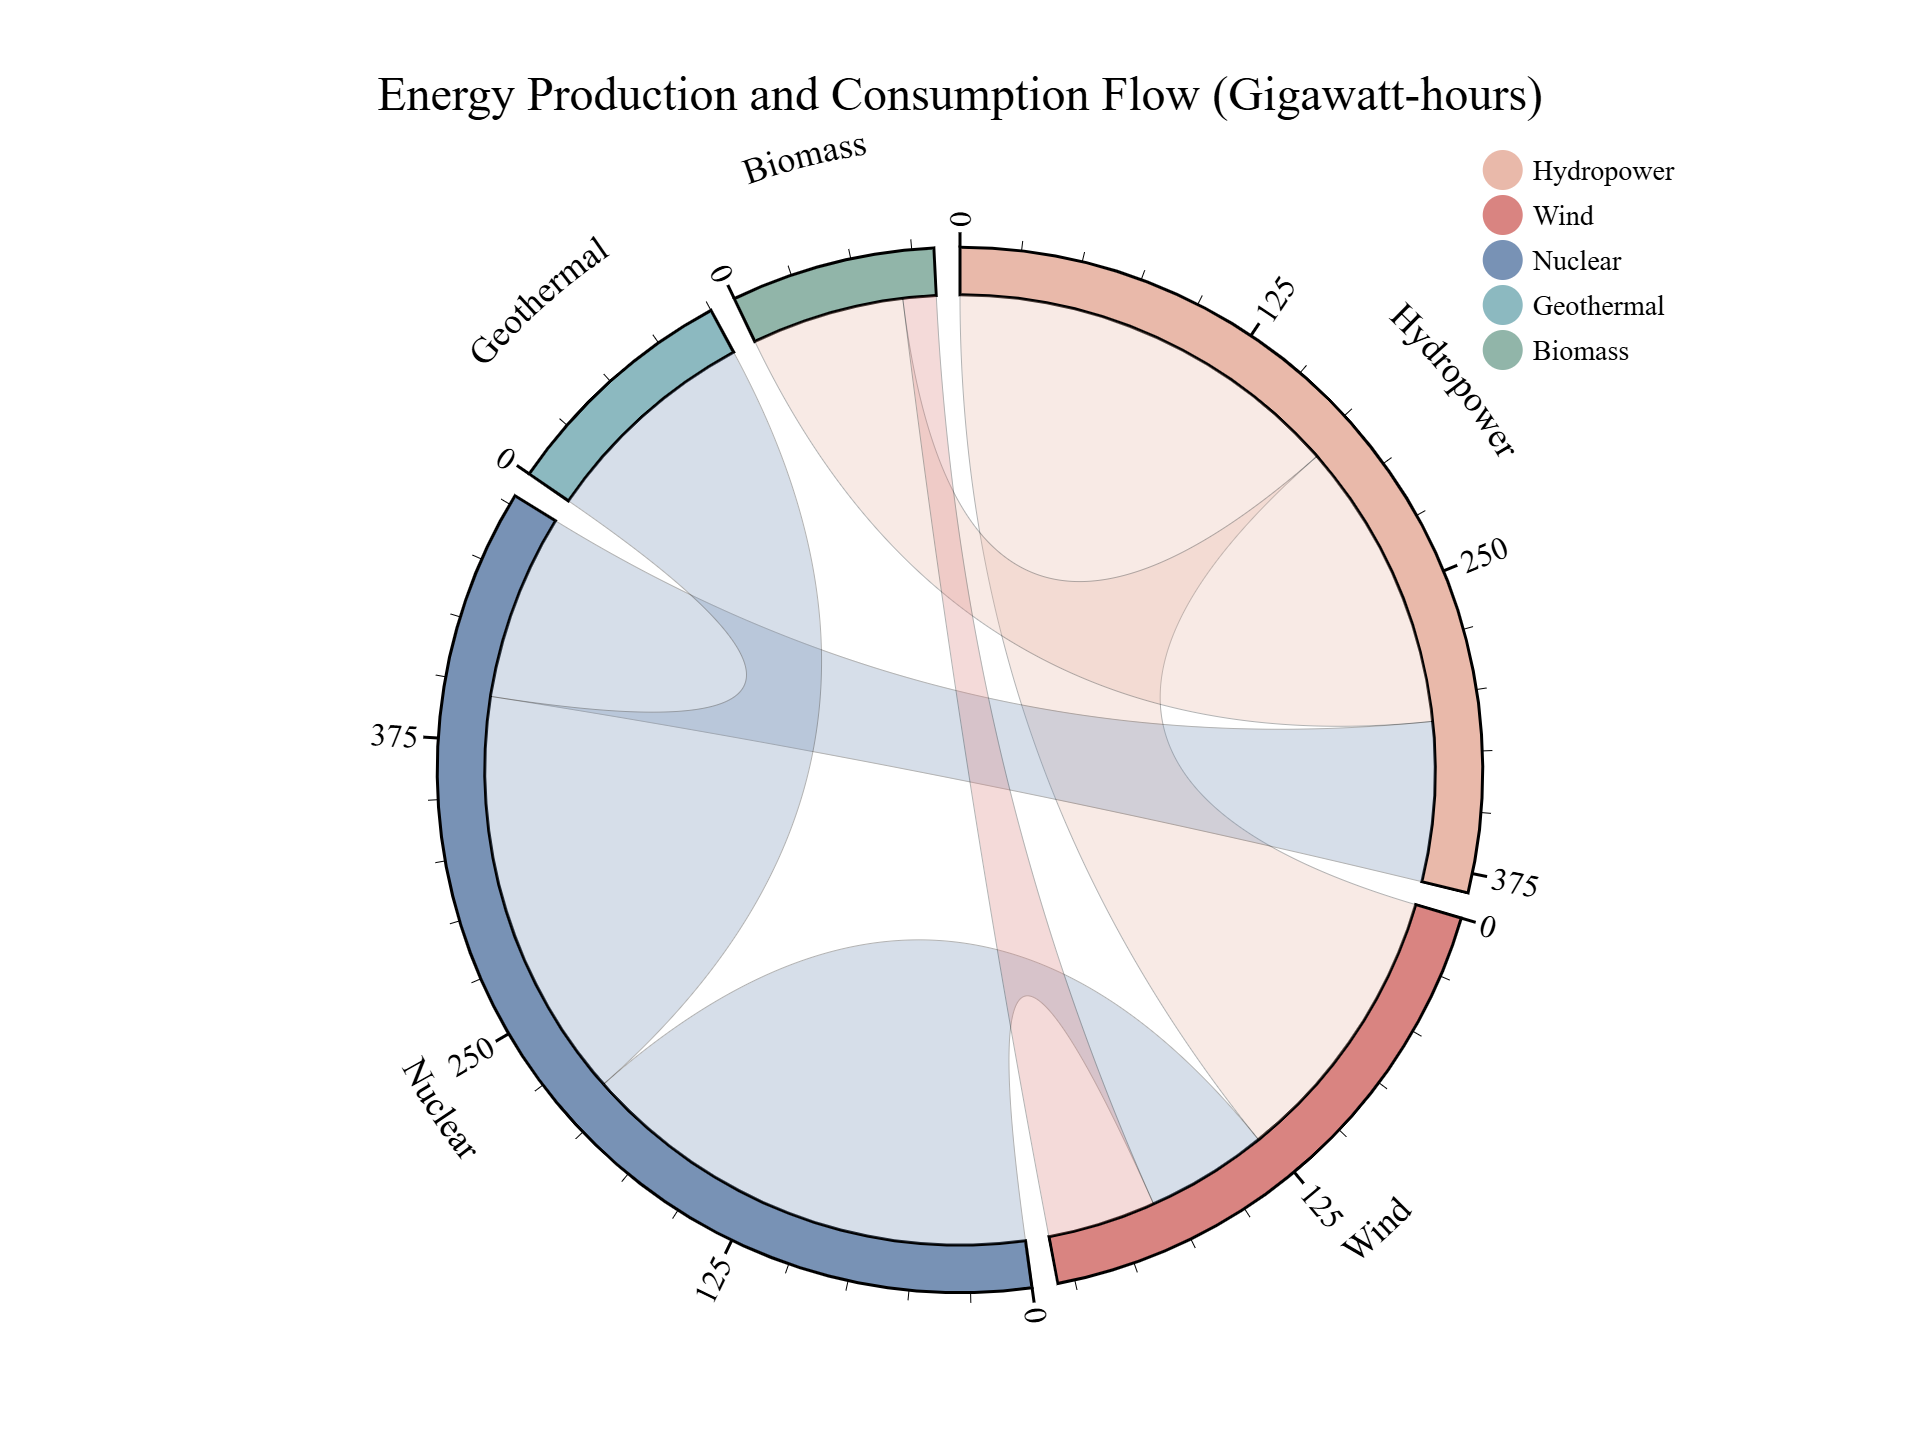 Energy Production and Consumption Flow (Gigawatt-hours)
Hydropower
Wind
Nuclear
Geothermal
Biomass
Biomass
Geothermal
Hydropower
Wind
Nuclear
0
125
250
375
0
125
0
125
250
375
0
0